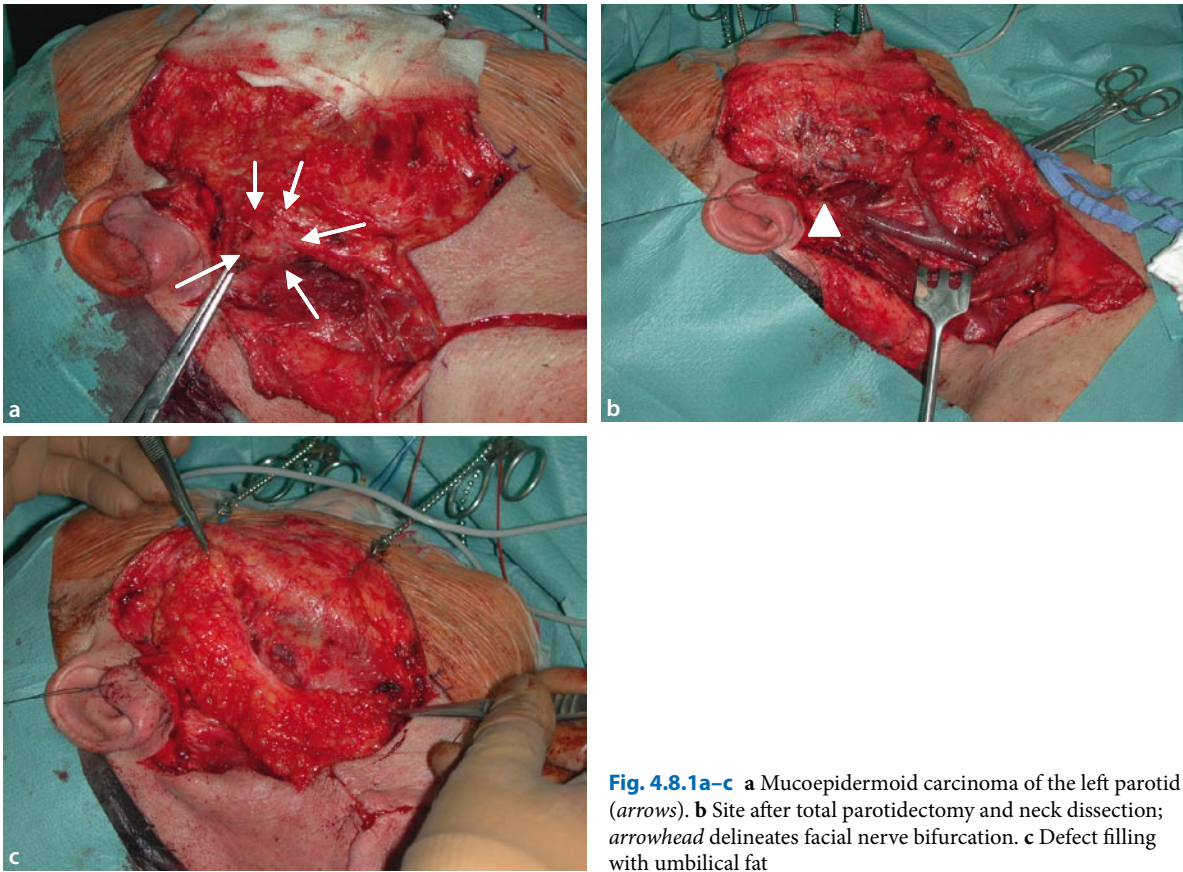 a
b
c
Fig. 4.8.1a–c a Mucoepidermoid carcinoma of the left parotid
(arrows). b Site after total parotidectomy and neck dissection;
arrowhead delineates facial nerve bifurcation. c Defect filling
with umbilical fat